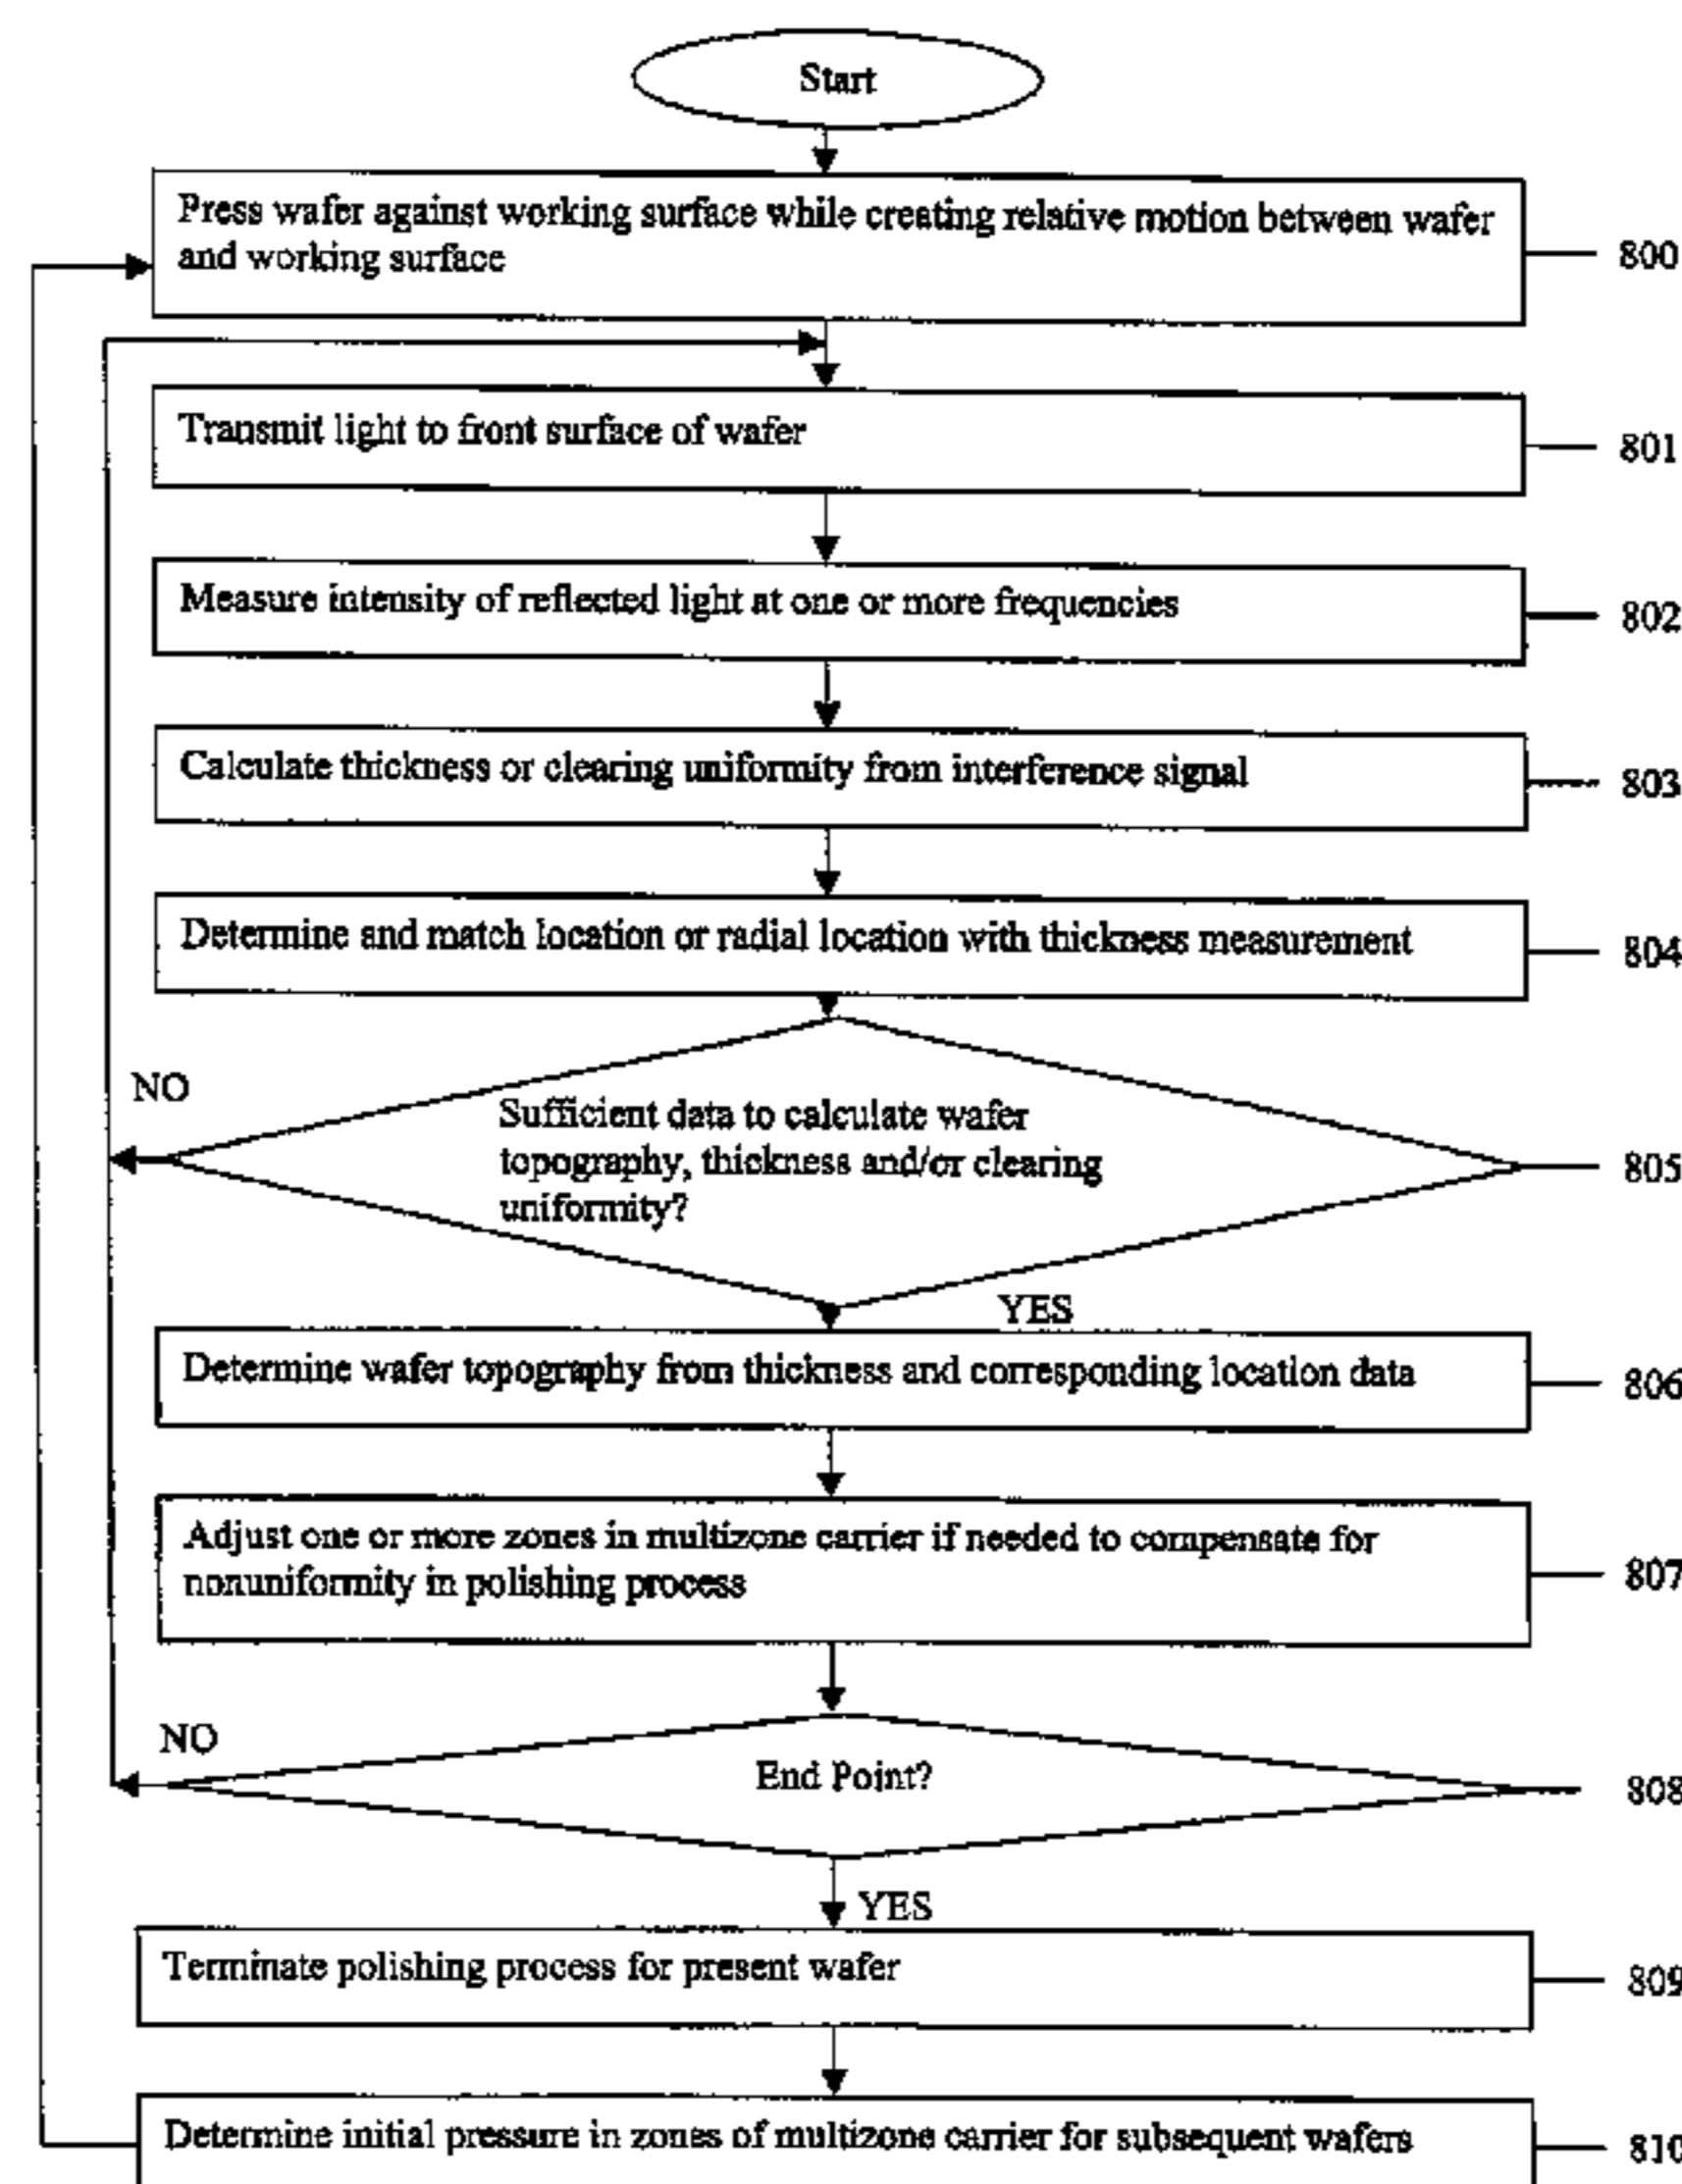 Start
Press wafer against working surface while creating relative motion between wafer
and working surface
800
Transmit light to front surface of wafer
801
Measure intensity of reflected light at one or more frequencies
802
Calculate thickness or clearing uniformity from interference signal
803
Determine and match location or radial location with thickness measurement
804
NO
Sufficient data to calculate wafer
topography, thickness and/or clearing
uniformity?
805
YES
Determine wafer topography from thickness and corresponding location data
806
Adjust one or more zones in multizone carrier if needed to compensate for
nonuniformity in polishing process
807
NO
End Point?
808
YES
Terminate polishing process for present wafer
809
Determine initial pressure in zones of multizone carrier for subsequent wafers
810